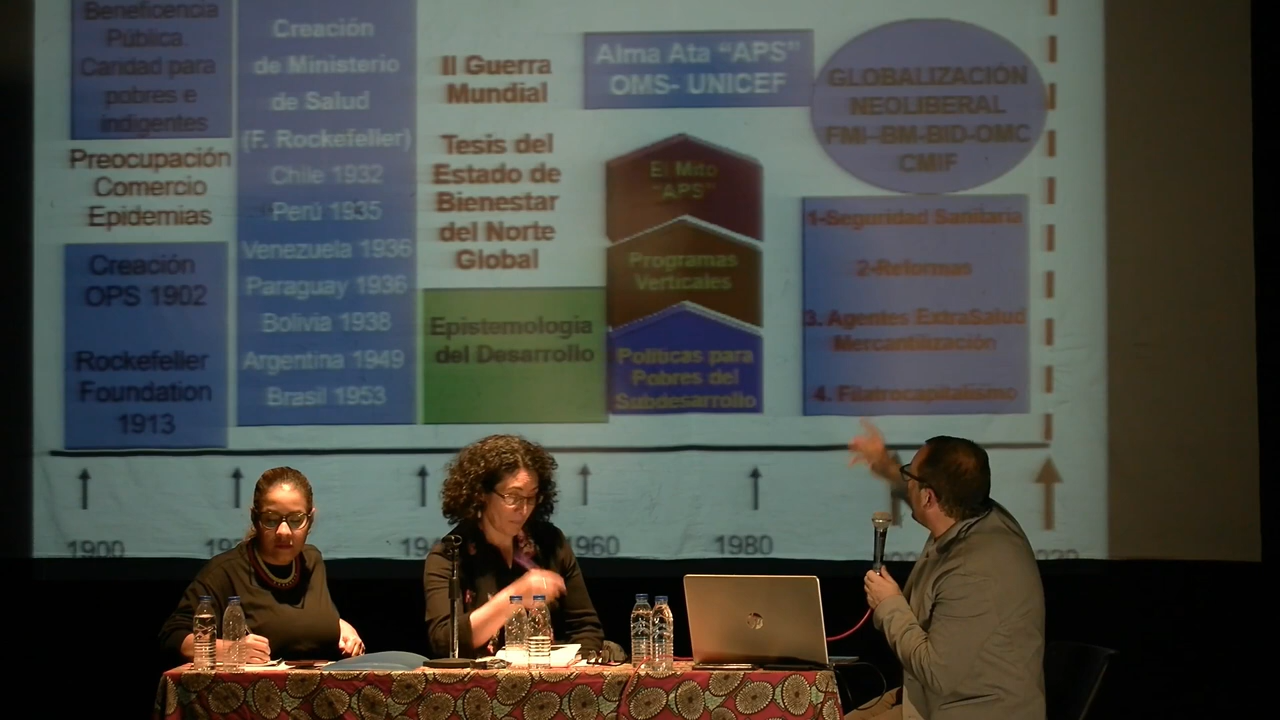 Beneficencia
Pública.
Caridad para
pobres e
indigentes
Preocupación
Comercio
Epidemias
Creación
OPS 1902
Rockefeller
Foundation
1913
Creación
de Ministerio
de Salud
(F. Rockefeller)
Chile 1932
Perú 1935
Venezuela 1936
Paraguay 1936
Bolivia 1938
Argentina 1949
Brasil 1953
II Guerra
Mundial
Tesis del
Estado de
Bienestar
del Norte
Global
Epistemologia
del Desarrollo
Alma Ata "APS"
OMS- UNICEF
El Mito
"APS"
Programas
Verticales
Políticas para
Pobres del
Subdesarrollo
GLOBALIZACIÓN
NEOLIBERAL
FMI-BM-BID-OMC
CMIF
1-Seguridad Sanitaria
2-Reformas
3. Agentes ExtraSalud
Mercantilización
4. Filatrocapitalísimo
1900
1960
1980
hp